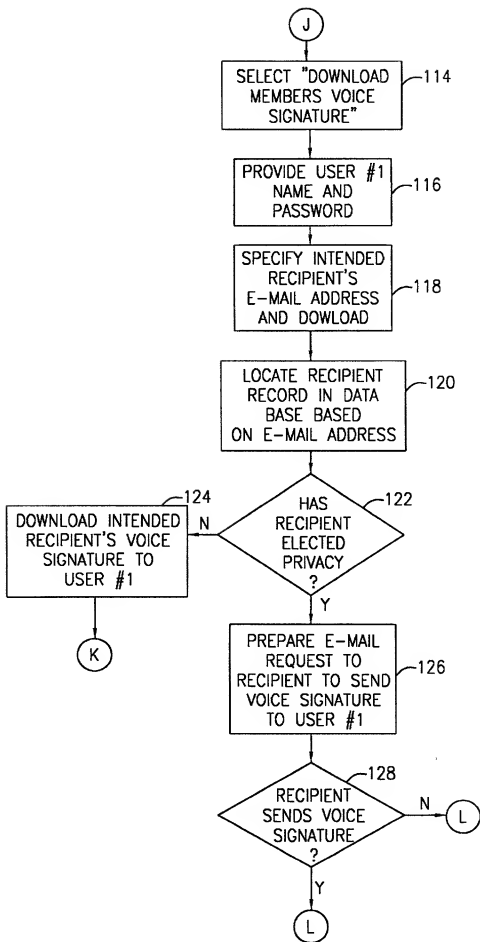 J
SELECT "DOWNLOAD
MEMBERS VOICE
SIGNATURE"
114
PROVIDE USER #1
NAME AND
PASSWORD
116
SPECIFY INTENDED
RECIPIENT'S
E-MAIL ADDRESS
AND DOWLOAD
118
LOCATE RECIPIENT
RECORD IN DATA
BASE BASED
ON E-MAIL ADDRESS
120
HAS
RECIPIENT
ELECTED
PRIVACY
?
122
N
Y
124
DOWNLOAD INTENDED
RECIPIENT'S VOICE
SIGNATURE TO
USER #1
K
PREPARE E-MAIL
REQUEST TO
RECIPIENT TO SEND
VOICE SIGNATURE
TO USER #1
126
RECIPIENT
SENDS VOICE
SIGNATURE
?
128
N
L
Y
L